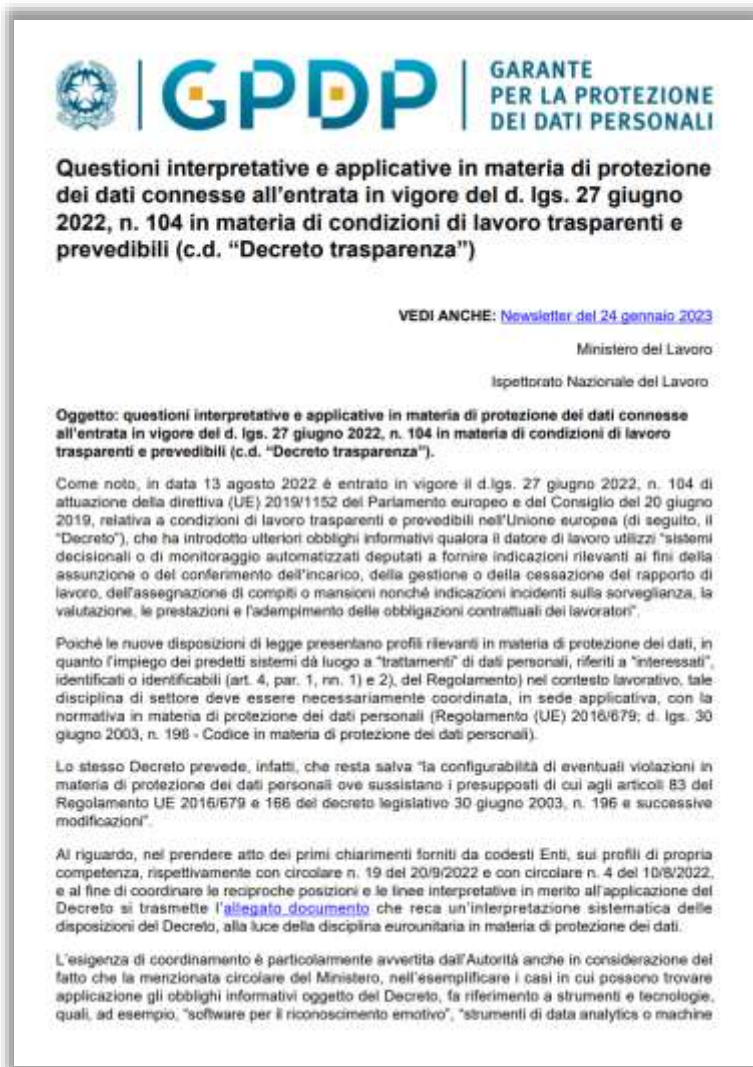 GPDP
GARANTE
PER LA PROTEZIONE
DEI DATI PERSONALI
Questioni interpretative e applicative in materia di protezione
dei dati connesse all'entrata in vigore del d. lgs. 27 giugno
2022, n. 104 in materia di condizioni di lavoro trasparenti e
prevedibili (c.d. "Decreto trasparenza")
VEDI ANCHE: Newsletter del 24 gennaio 2023
Ministero del Lavoro
Ispettorato Nazionale del Lavoro
Oggetto: questioni interpretative e applicative in materia di protezione dei dati connesse
all'entrata in vigore del d. lgs. 27 giugno 2022, n. 104 in materia di condizioni di lavoro
trasparenti e prevedibili (c.d. "Decreto trasparenza").
Come noto, in data 13 agosto 2022 è entrato in vigore il d.lgs. 27 giugno 2022, n. 104 di
attuazione della direttiva (UE) 2019/1152 del Parlamento europeo e del Consiglio del 20 giugno
2019, relativa a condizioni di lavoro trasparenti e prevedibili nell'Unione europea (di seguito, il
"Decreto"), che ha introdotto ulteriori obblighi informativi qualora il datore di lavoro utilizzi "sistemi
decisionali o di monitoraggio automatizzati deputati a fornire indicazioni rilevanti ai fini della
assunzione o del conferimento dell'incarico, della gestione o della cessazione del rapporto di
lavoro, dell'assegnazione di compiti o mansioni nonché indicazioni incidenti sulla sorveglianza, la
valutazione, le prestazioni e l'adempimento delle obbligazioni contrattuali dei lavoratori".
Poiché le nuove disposizioni di legge presentano profili rilevanti in materia di protezione dei dati, in
quanto l'impiego dei predetti sistemi dà luogo a "trattamenti" di dati personali, riferiti a "interessati",
identificati o identificabili (art. 4, par. 1, nn. 1) e 2), del Regolamento) nel contesto lavorativo, tale
disciplina di settore deve essere necessariamente coordinata, in sede applicativa, con la
normativa in materia di protezione dei dati personali (Regolamento (UE) 2016/679; d. lgs. 30
giugno 2003, n. 196 - Codice in materia di protezione dei dati personali).
Lo stesso Decreto prevede, infatti, che resta salva "la configurabilità di eventuali violazioni in
materia di protezione dei dati personali ove sussistano i presupposti di cui agli articoli 83 del
Regolamento UE 2016/679 e 166 del decreto legislativo 30 giugno 2003, n. 196 e successive
modificazioni".
Al riguardo, nel prendere atto dei primi chiarimenti forniti da codesti Enti, sui profili di propria
competenza, rispettivamente con circolare n. 19 del 20/9/2022 e con circolare n. 4 del 10/8/2022,
e al fine di coordinare le reciproche posizioni e le linee interpretative in merito all'applicazione del
Decreto si trasmette l'allegato documento che reca un'interpretazione sistematica delle
disposizioni del Decreto, alla luce della disciplina eurounitaria in materia di protezione dei dati.
L'esigenza di coordinamento è particolarmente avvertita dall'Autorità anche in considerazione del
fatto che la menzionata circolare del Ministero, nell'esemplificare i casi in cui possono trovare
applicazione gli obblighi informativi oggetto del Decreto, fa riferimento a strumenti e tecnologie,
quali, ad esempio, "software per il riconoscimento emotivo", "strumenti di data analytics o machine